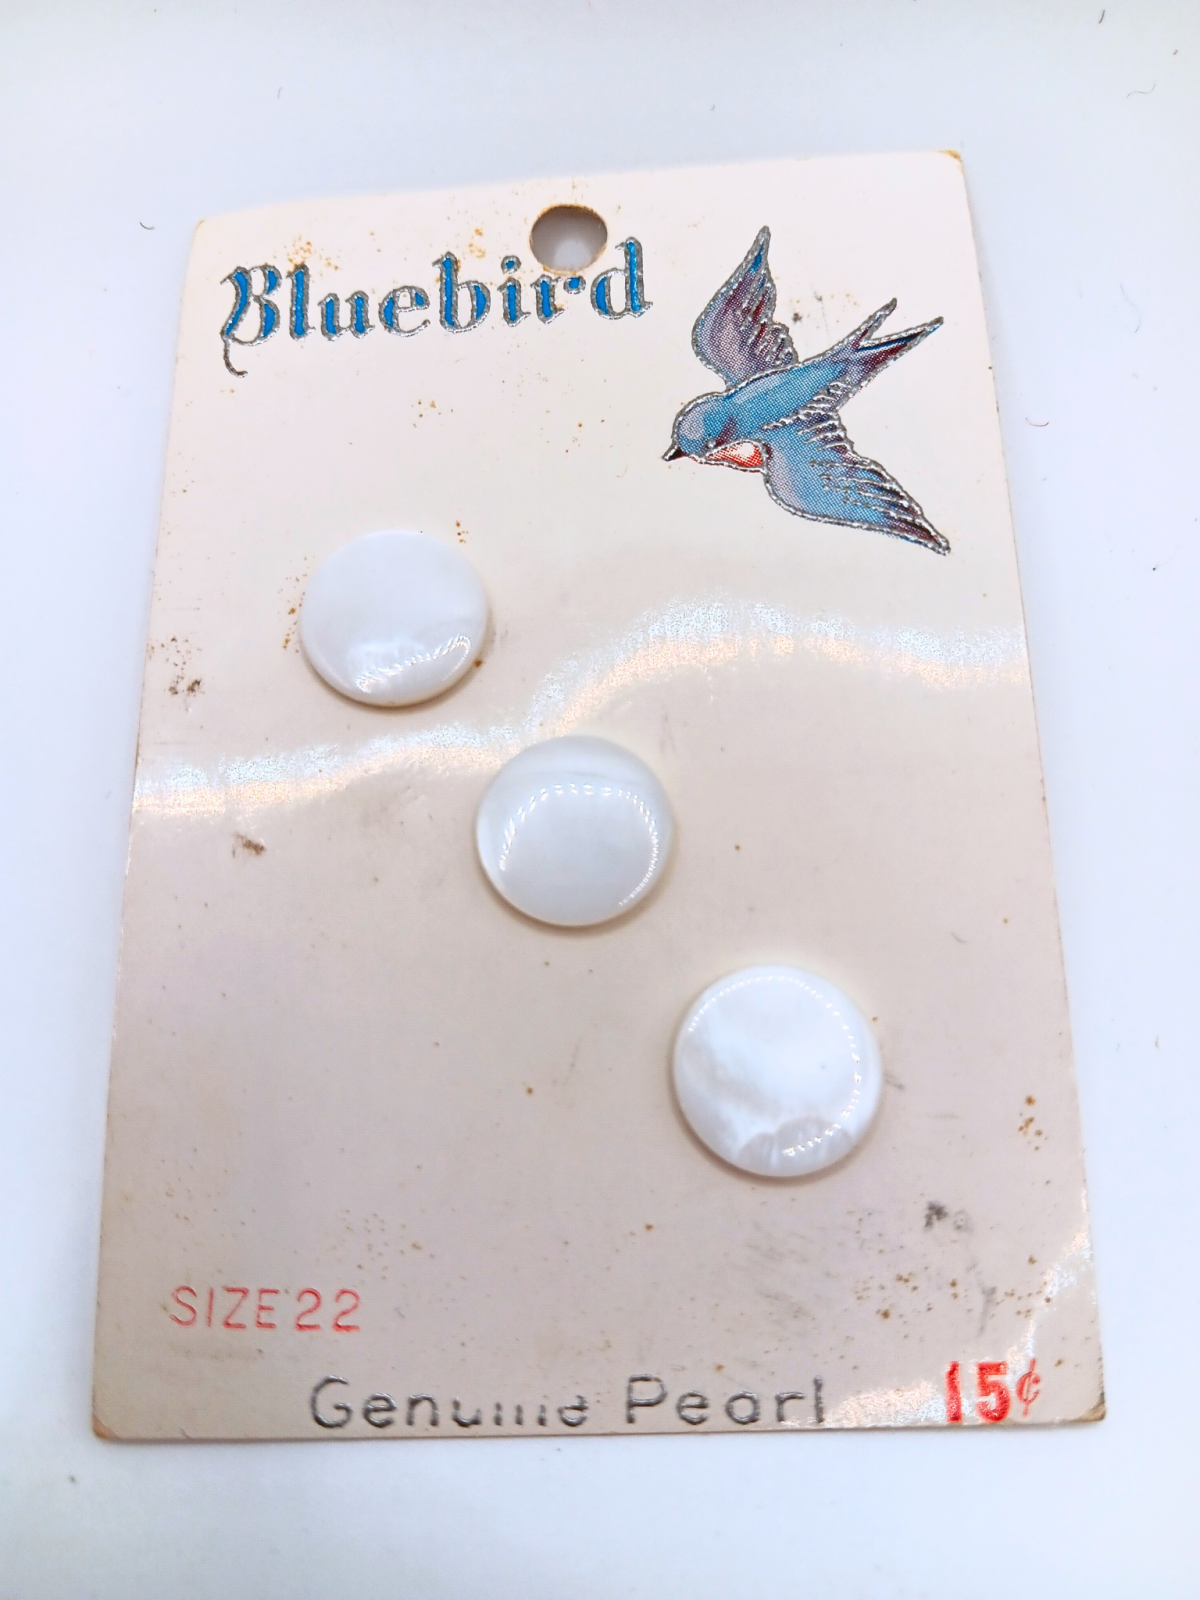 Bluebird
SIZE 22
Genuine Pearl
15¢